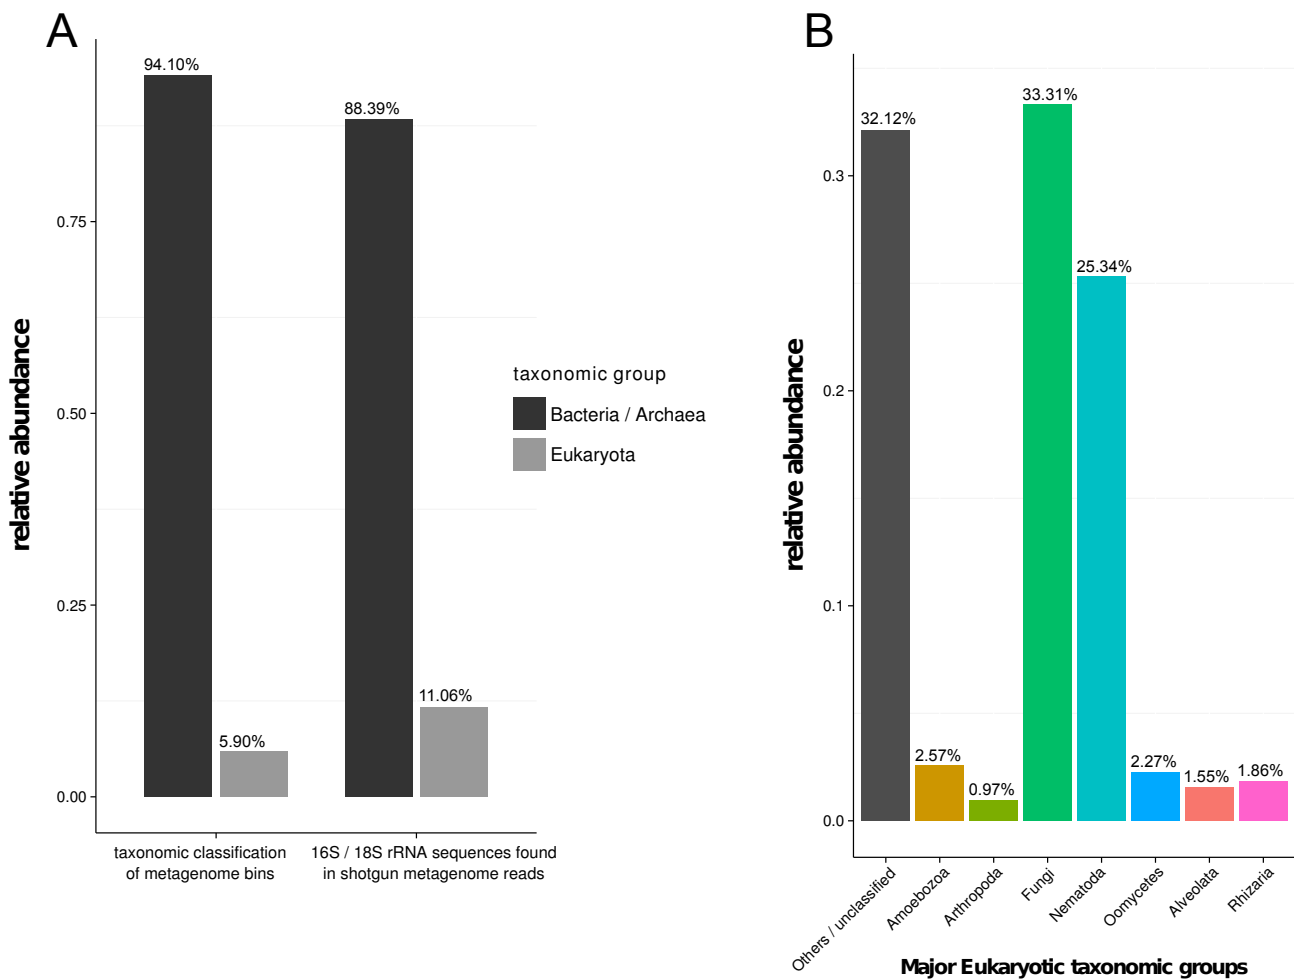 A
94.10%
88.39%
0.75
0.50
0.25
0.00
11.06%
5.90%
relative abundance
taxonomic classification
of metagenome bins
16S / 18S rRNA sequences found
in shotgun metagenome reads
taxonomic group
Bacteria / Archaea
Eukaryota
B
32.12%
33.31%
25.34%
2.57%
0.97%
2.27%
1.55%
1.86%
0.3
0.2
0.1
0.0
relative abundance
Others / unclassified
Amoebozoa
Arthropoda
Fungi
Nematoda
Oomycetes
Alveolata
Rhizaria
Major Eukaryotic taxonomic groups